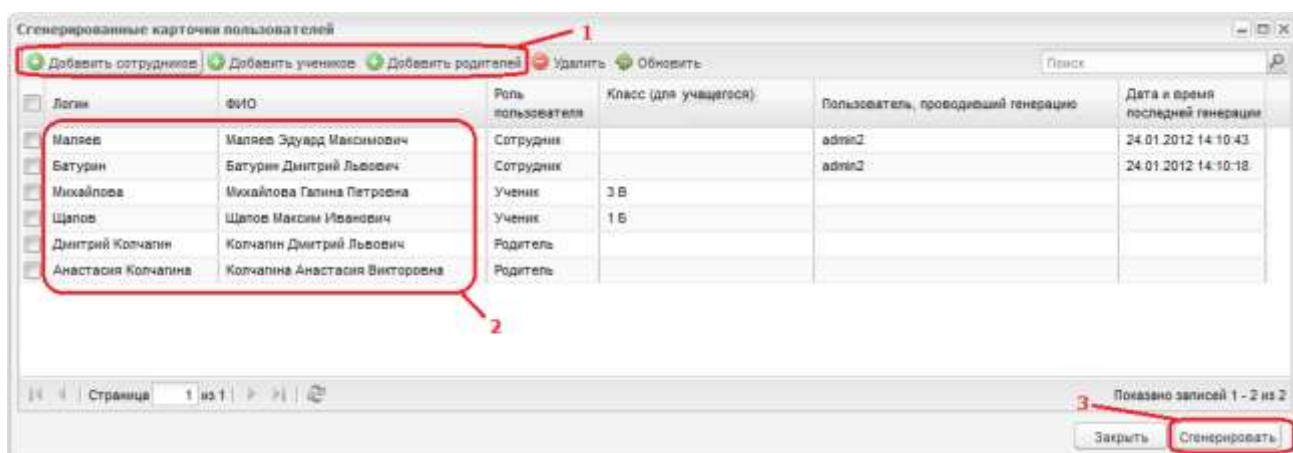 Сгенерированные карточки пользователей
1
Добавить сотрудников Добавить учеников Добавить родителей Удалить Обновить Поиск
Логин ФИО Роль пользователя Класс (для учащегося) Пользователь, проводивший генерацию Дата и время последней генерации
Маляев Маляев Эдуард Максимович Сотрудник admin2 24.01.2012 14:10:43
Батурин Батурин Дмитрий Львович Сотрудник admin2 24.01.2012 14:10:18
Михайлова Михайлова Галина Петровна Ученик 3 В
Щапов Щапов Максим Иванович Ученик 1 Б
Дмитрий Колчагин Колчагин Дмитрий Львович Родитель
Анастасия Колчагина Колчагина Анастасия Викторовна Родитель
2
Страница 1 из 1 Показано записей 1 - 2 из 2
3
Закрыть Сгенерировать